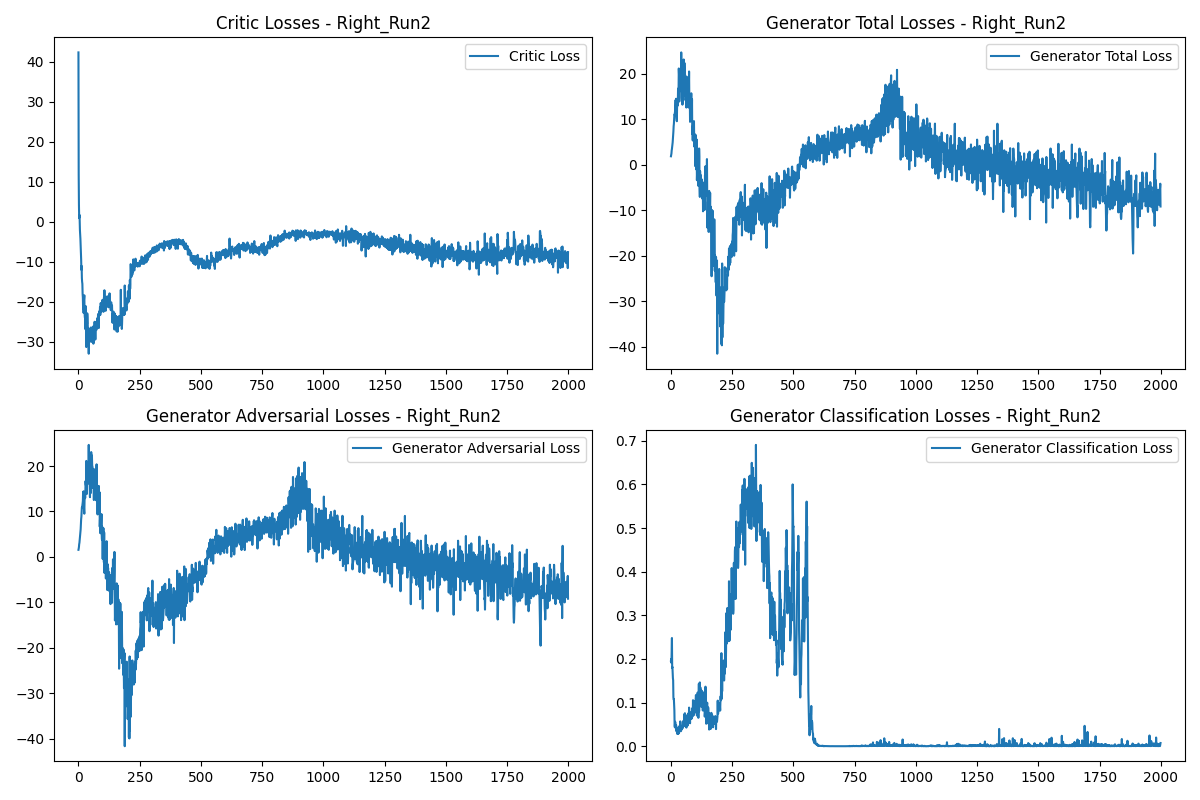 Critic Losses - Right_Run2
Critic Loss
40
30
20
10
0
−10
−20
−30
0 250 500 750 1000 1250 1500 1750 2000
Generator Total Losses - Right_Run2
Generator Total Loss
20
10
0
−10
−20
−30
−40
0 250 500 750 1000 1250 1500 1750 2000
Generator Adversarial Losses - Right_Run2
Generator Adversarial Loss
20
10
0
−10
−20
−30
−40
0 250 500 750 1000 1250 1500 1750 2000
Generator Classification Losses - Right_Run2
Generator Classification Loss
0.7
0.6
0.5
0.4
0.3
0.2
0.1
0.0
0 250 500 750 1000 1250 1500 1750 2000